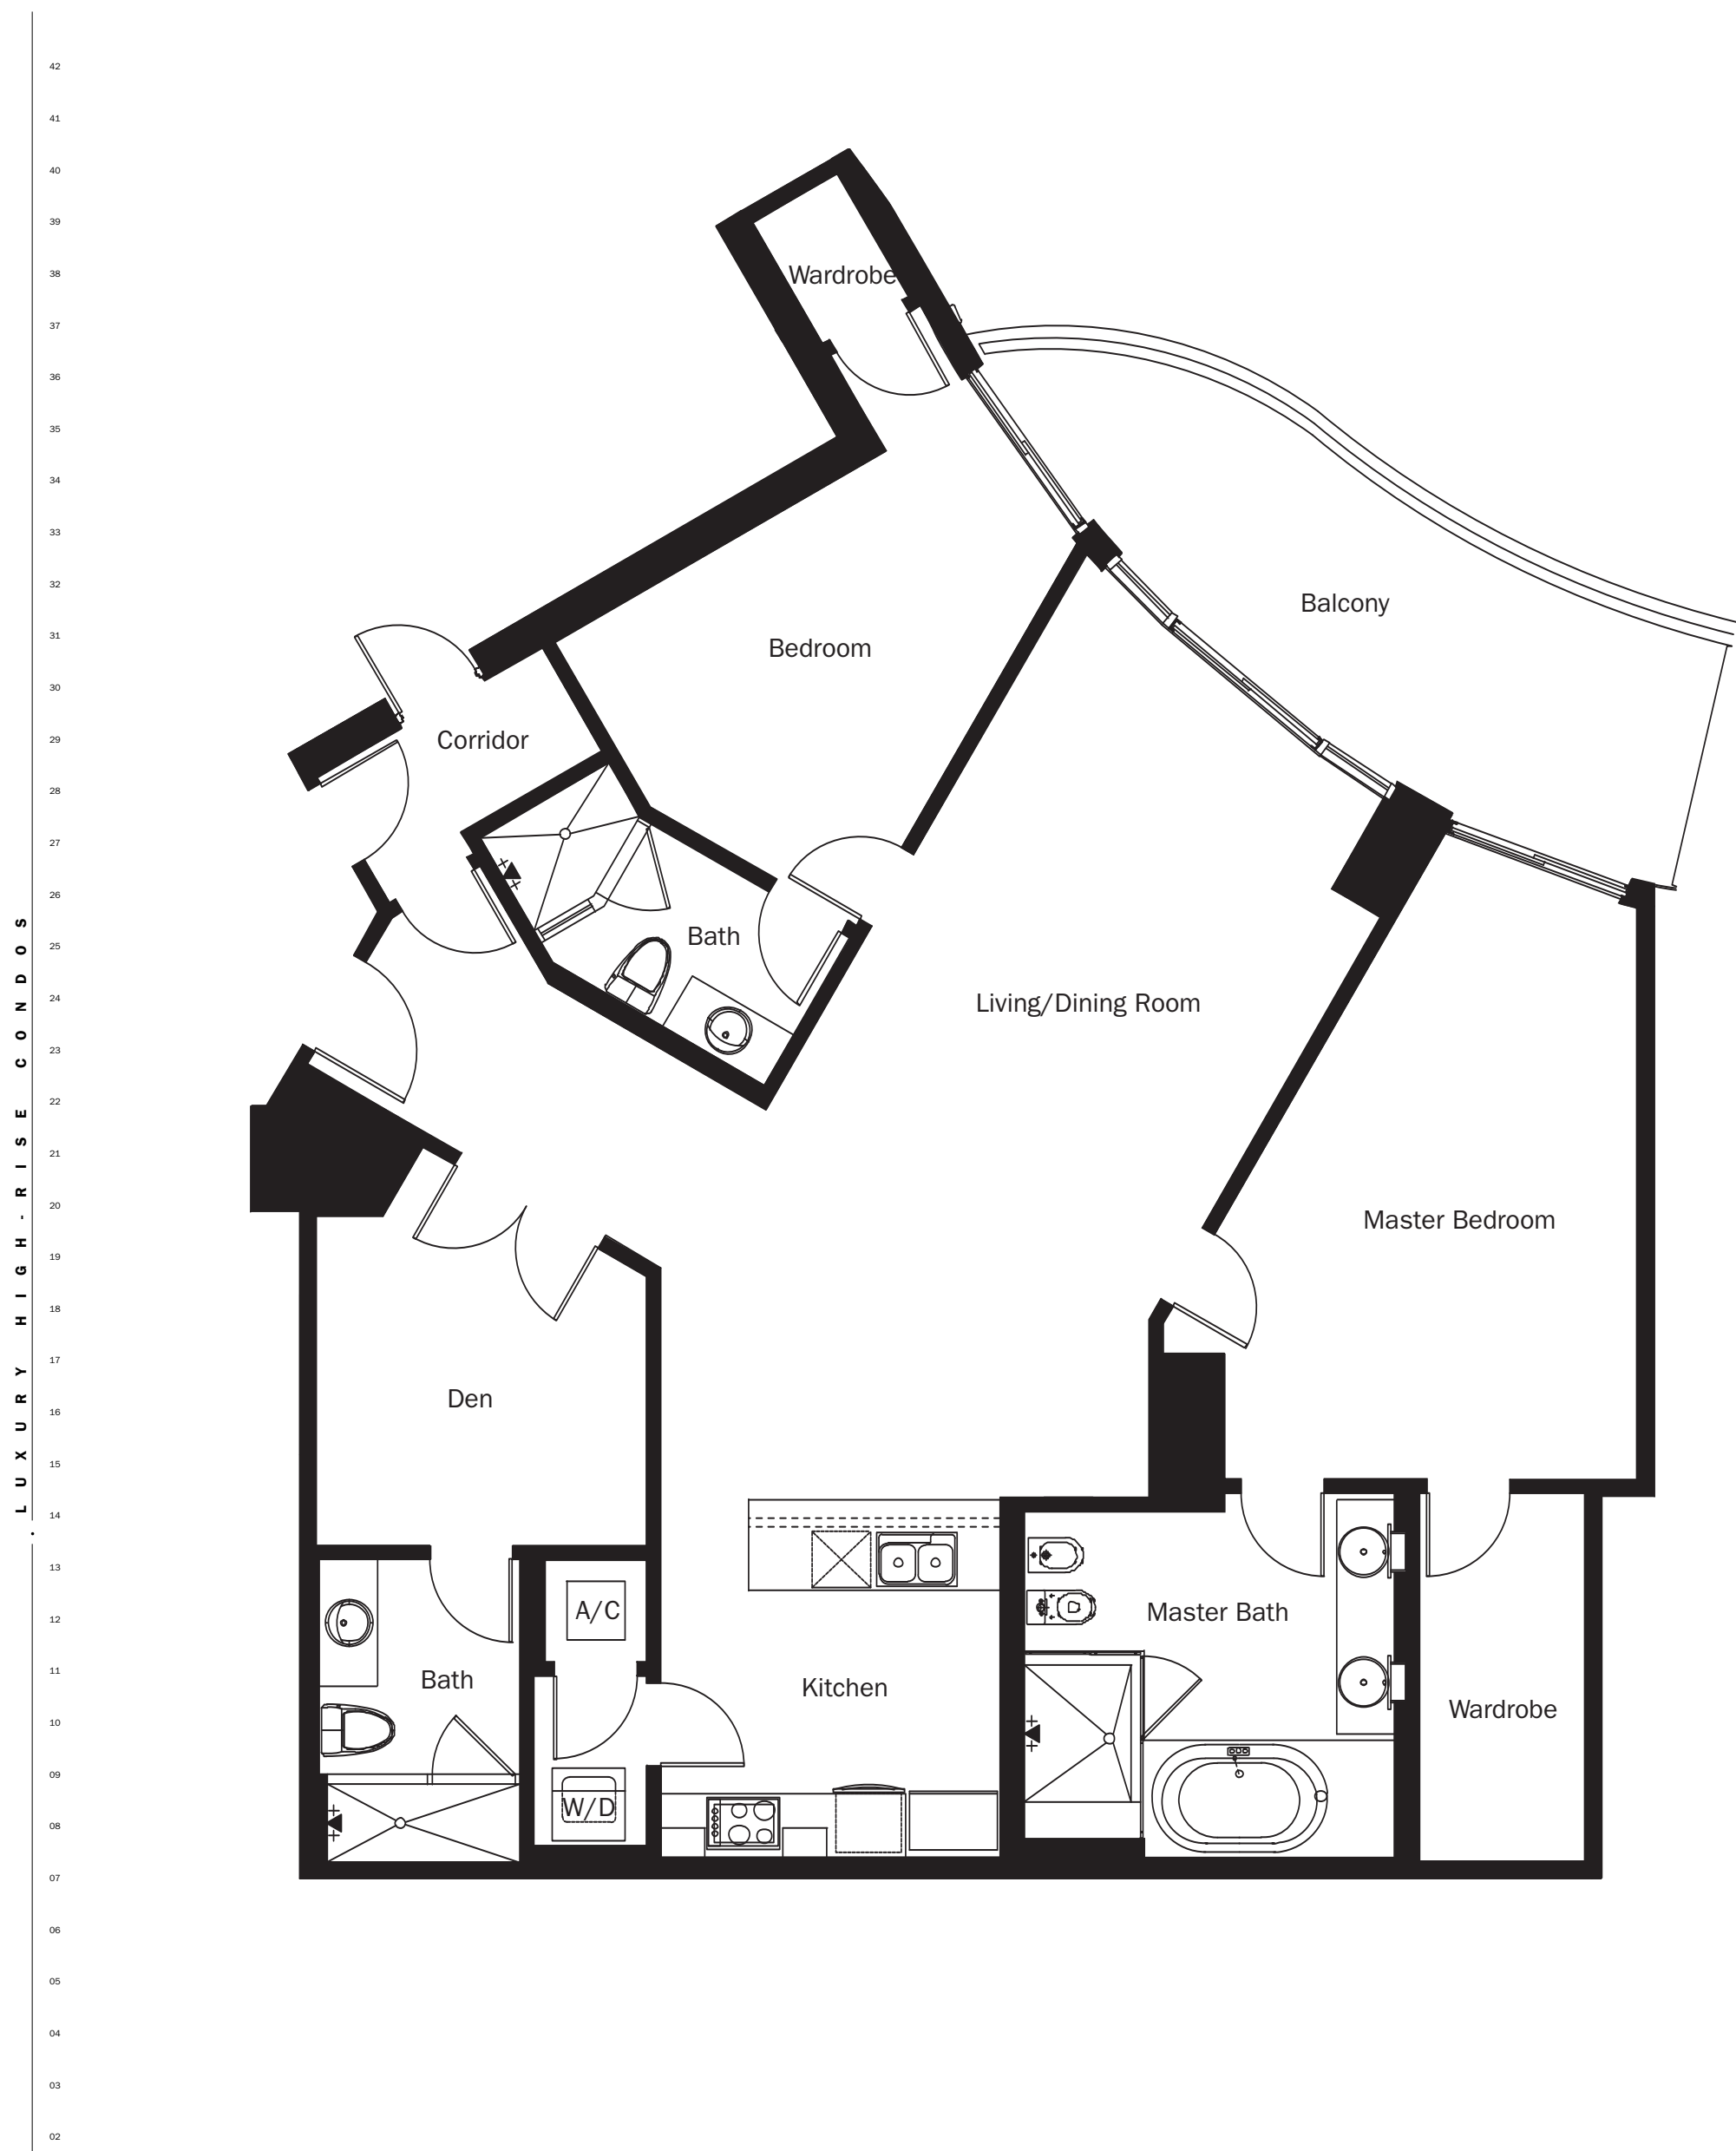 42
41
40
39
38
37
36
35
34
33
32
31
30
29
28
27
26
25
24
23
22
21
20
19
18
17
16
15
14
13
12
11
10
09
08
07
06
05
04
03
02
LUXURY HIGH-RISE CONDOS
Wardrobe
Balcony
Bedroom
Corridor
Bath
Living/Dining Room
Master Bedroom
Den
A/C
Master Bath
Bath
Kitchen
Wardrobe
W/D